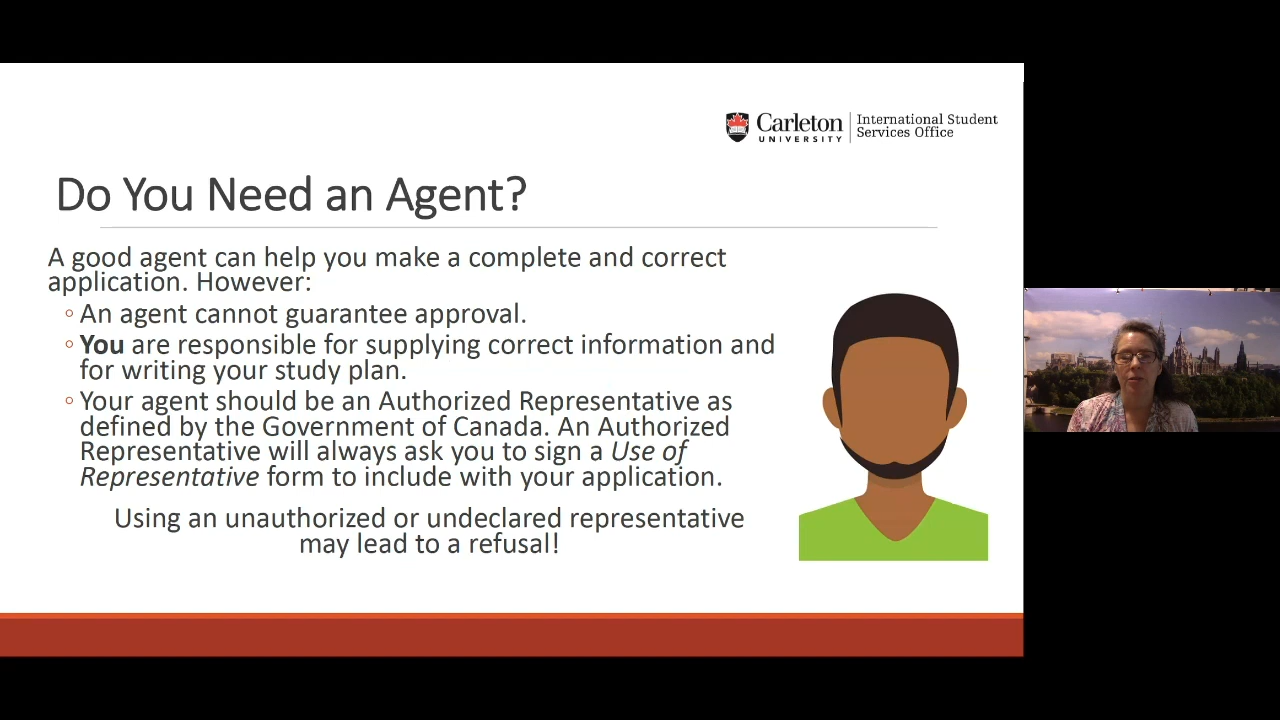 Carleton
UNIVERSITY
International Student
Services Office
Do You Need an Agent?
A good agent can help you make a complete and correct
application. However:
◦ An agent cannot guarantee approval.
◦ You are responsible for supplying correct information and
for writing your study plan.
◦ Your agent should be an Authorized Representative as
defined by the Government of Canada. An Authorized
Representative will always ask you to sign a Use of
Representative form to include with your application.
Using an unauthorized or undeclared representative
may lead to a refusal!